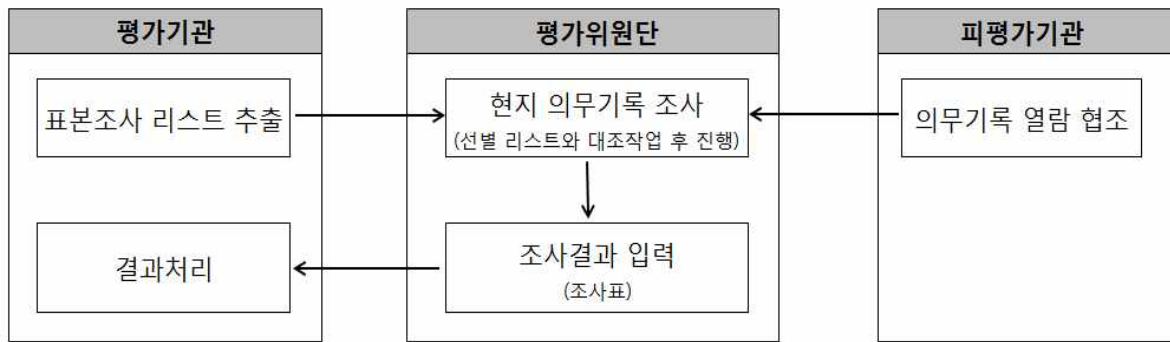 평가기관
평가위원단
피평가기관
표본조사 리스트 추출
현지 의무기록 조사
(선별 리스트와 대조작업 후 진행)
의무기록 열람 협조
결과처리
조사결과 입력
(조사표)